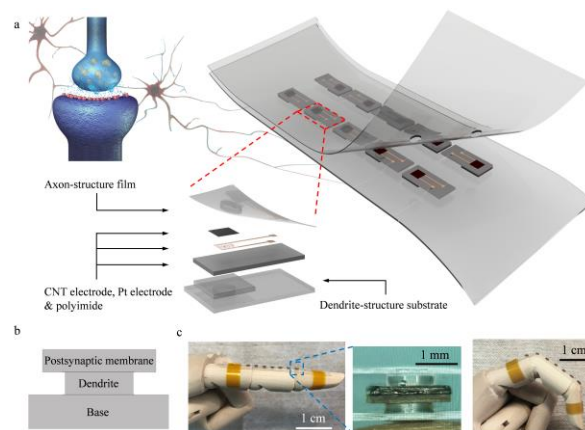 a
Axon-structure film
CNT electrode, Pt electrode
& polyimide
Dendrite-structure substrate
b
Postsynaptic membrane
Dendrite
Base
c
1 cm
1 mm
1 cm